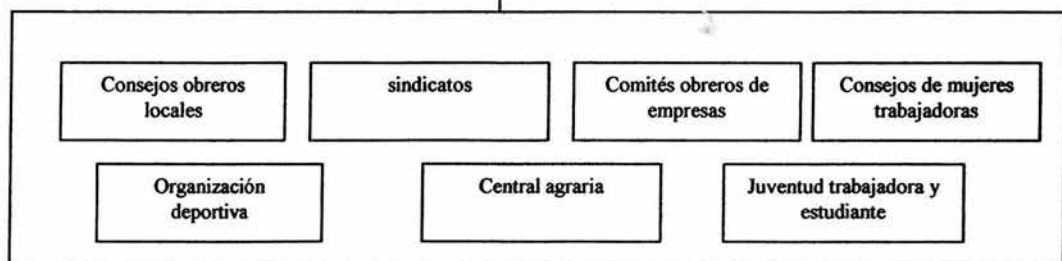 Consejos obreros
locales
sindicatos
Comités obreros de
empresas
Consejos de mujeres
trabajadoras
Organización
deportiva
Central agraria
Juventud trabajadora y
estudiante